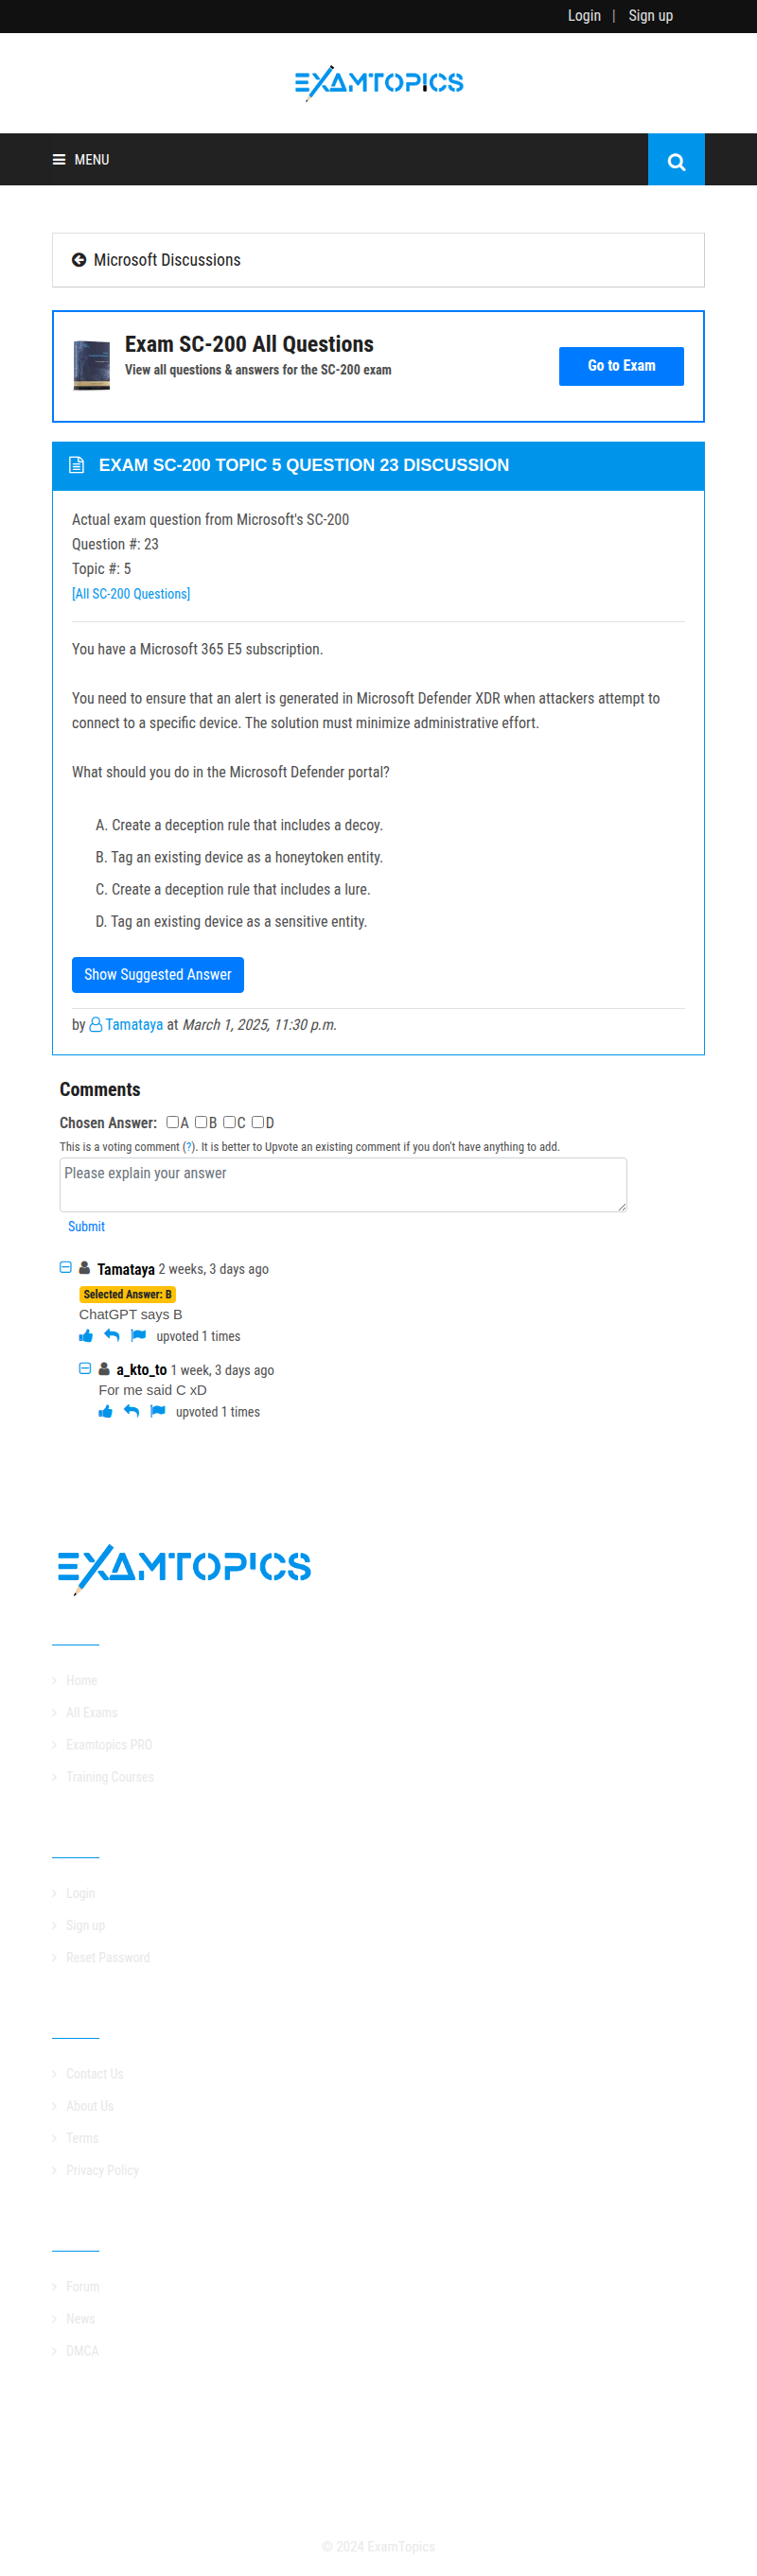 Login | Sign up
EXAMTOPICS
MENU
Microsoft Discussions
Exam SC-200 All Questions
View all questions & answers for the SC-200 exam
Go to Exam
EXAM SC-200 TOPIC 5 QUESTION 23 DISCUSSION
Actual exam question from Microsoft's SC-200
Question #: 23
Topic #: 5
[All SC-200 Questions]
You have a Microsoft 365 E5 subscription.
You need to ensure that an alert is generated in Microsoft Defender XDR when attackers attempt to
connect to a specific device. The solution must minimize administrative effort.
What should you do in the Microsoft Defender portal?
A. Create a deception rule that includes a decoy.
B. Tag an existing device as a honeytoken entity.
C. Create a deception rule that includes a lure.
D. Tag an existing device as a sensitive entity.
Show Suggested Answer
by Tamataya at March 1, 2025, 11:30 p.m.
Comments
Chosen Answer: A B C D
This is a voting comment (?). It is better to Upvote an existing comment if you don't have anything to add.
Please explain your answer
Submit
Tamataya 2 weeks, 3 days ago
Selected Answer: B
ChatGPT says B
upvoted 1 times
a_kto_to 1 week, 3 days ago
For me said C xD
upvoted 1 times
EXAMTOPICS
Home
All Exams
Examtopics PRO
Training Courses
Login
Sign up
Reset Password
Contact Us
About Us
Terms
Privacy Policy
Forum
News
DMCA
© 2024 ExamTopics